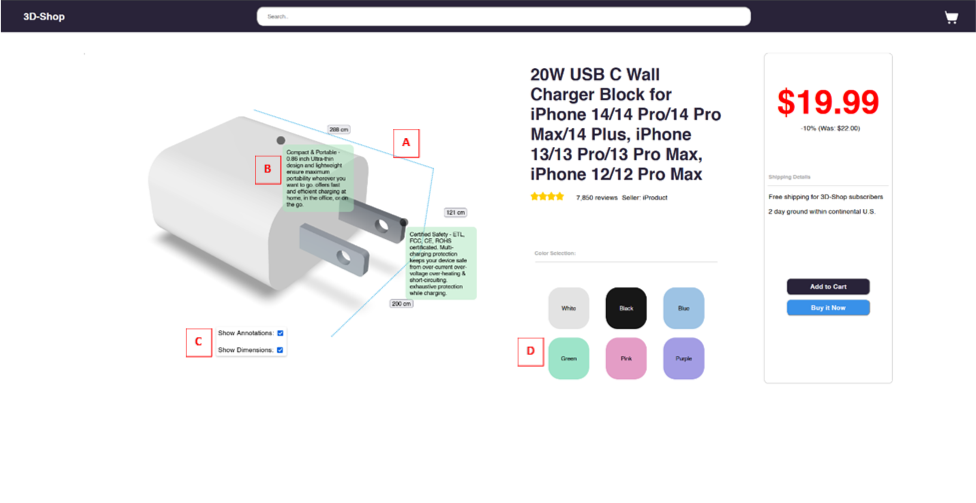 3D-Shop
Search..
20W USB C Wall
Charger Block for
iPhone 14/14 Pro/14 Pro
Max/14 Plus, iPhone
13/13 Pro/13 Pro Max,
iPhone 12/12 Pro Max
7,850 reviews Seller: iProduct
$19.99
-10% (Was: $22.00)
Shipping Details
Free shipping for 3D-Shop subscribers
2 day ground within continental U.S.
Add to Cart
Buy it Now
288 cm
A
B
Compact & Portable -
0.86 inch Ultra-thin
design and lightweight
ensure maximum
portability wherever you
want to go, offers fast
and efficient charging at
home, in the office, or on
the go.
121 cm
Certified Safety - ETL,
FCC, CE, ROHS
certificated. Multi-
charging protection
keeps your device safe
from over-current over-
voltage over-heating &
short-circuiting.
exhaustive protection
while charging.
200 cm
C
Show Annotations:
Show Dimensions:
Color Selection:
White
Black
Blue
D
Green
Pink
Purple